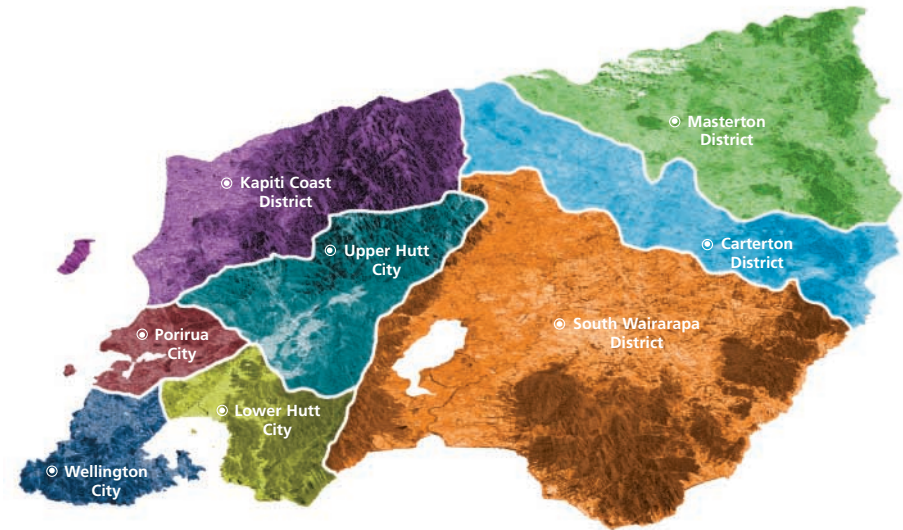 Masterton
District
Kapiti Coast
District
Carterton
District
Upper Hutt
City
South Wairarapa
District
Porirua
City
Lower Hutt
City
Wellington
City